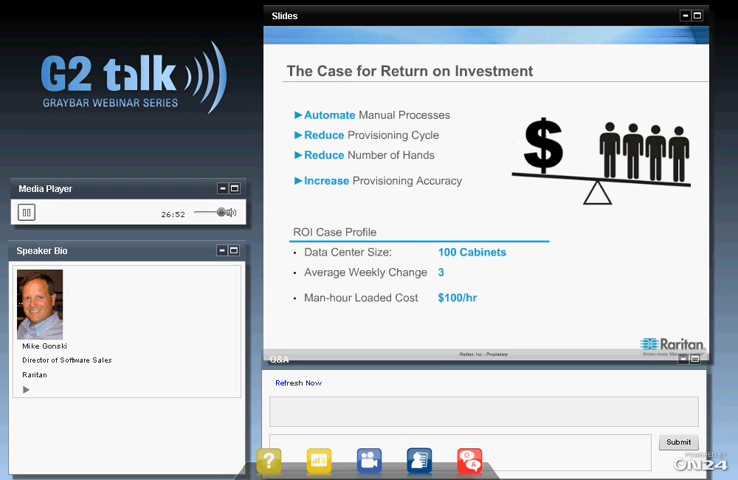 Slides
G2 talk
GRAYBAR WEBINAR SERIES
The Case for Return on Investment
►Automate Manual Processes
►Reduce Provisioning Cycle
►Reduce Number of Hands
►Increase Provisioning Accuracy
$
ROI Case Profile
• Data Center Size: 100 Cabinets
• Average Weekly Change 3
• Man-hour Loaded Cost $100/hr
Raritan
Raritan, Inc. - Proprietary
Media Player
26:52
Speaker Bio
Mike Gonski
Director of Software Sales
Raritan
Q&A
Refresh Now
Submit
?
Q
A
POWERED BY
ON24